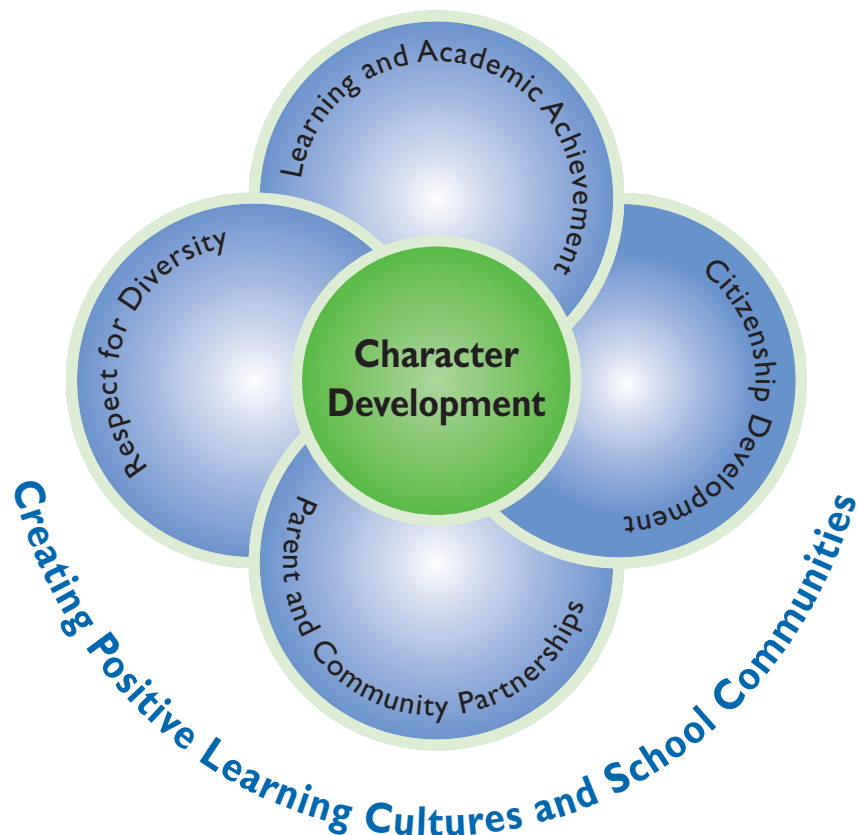 Learning and Academic Achievement
Respect for Diversity
Character
Development
Citizenship Development
Parent and Community Partnerships
Creating Positive Learning Cultures and School Communities